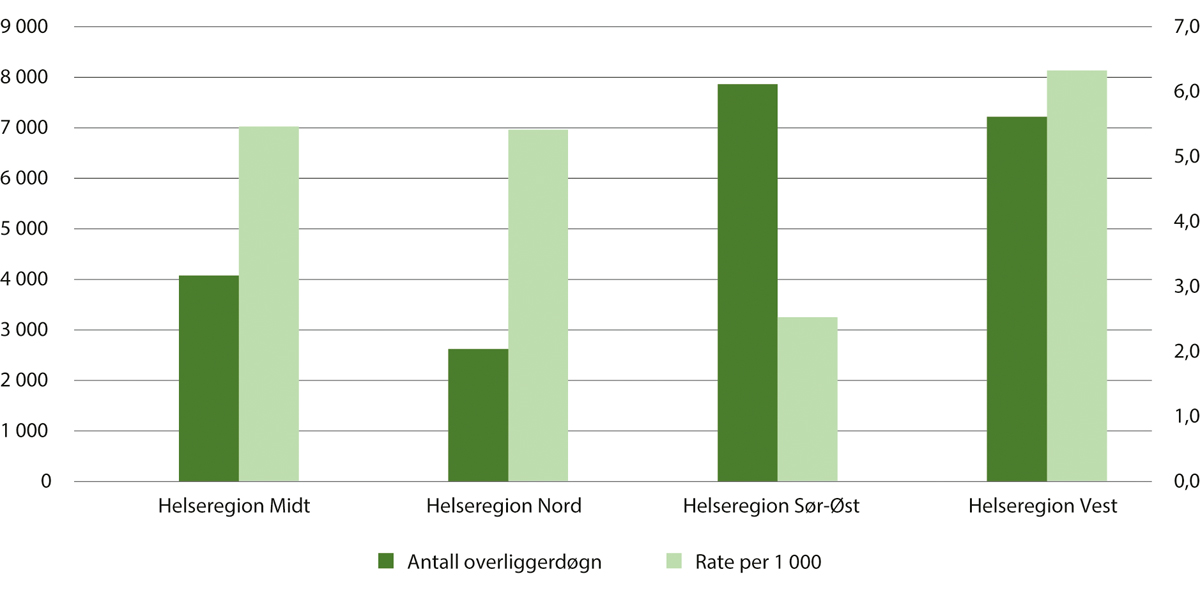 9 000 7,0
8 000 6,0
7 000 5,0
6 000
5 000 4,0
4 000 3,0
3 000
2 000 2,0
1 000 1,0
0 0,0
Helseregion Midt Helseregion Nord Helseregion Sør-Øst Helseregion Vest
Antall overliggerdøgn Rate per 1 000